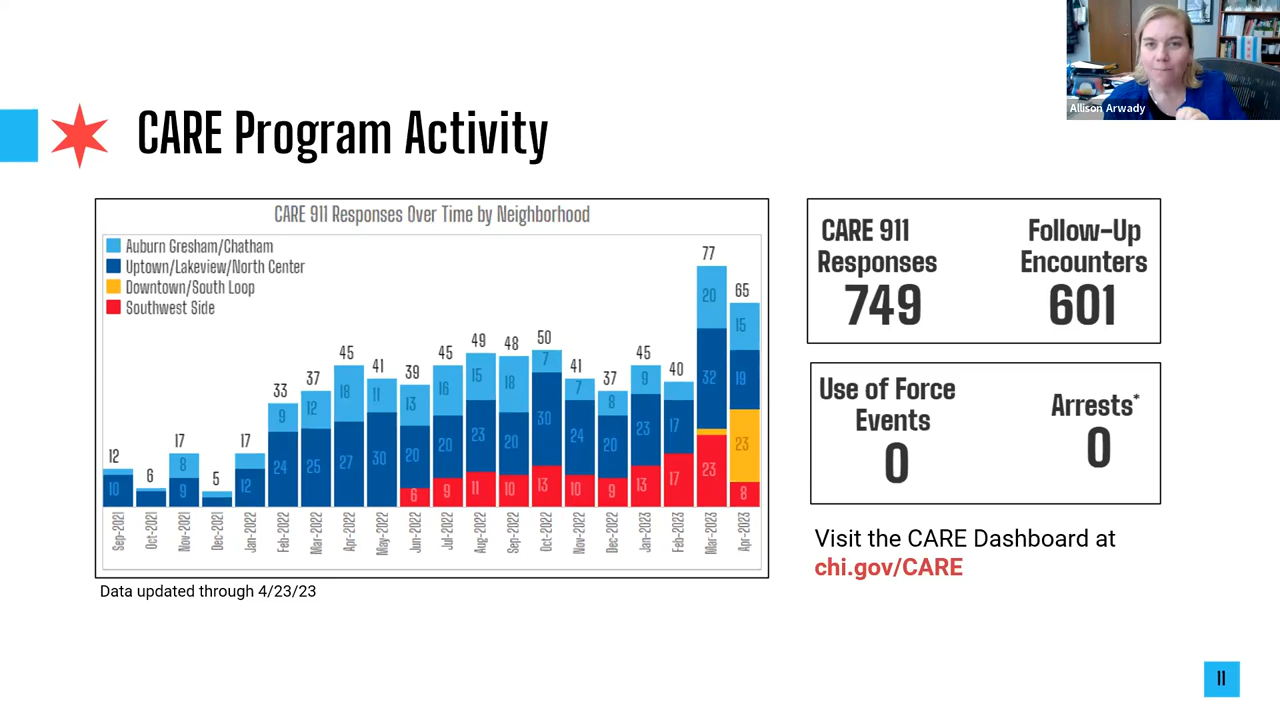 Allison Arwady
CARE Program Activity
CARE 911 Responses Over Time by Neighborhood
Auburn Gresham/Chatham
Uptown/Lakeview/North Center
Downtown/South Loop
Southwest Side
12 6 17 5 17 33 37 45 41 39 45 49 48 50 41 37 45 40 77 65
8 9 12 18 11 13 16 15 18 7 7 8 9 20 15
10 9 12 24 25 27 30 20 20 23 20 30 24 20 23 17 32 19
23
6 9 11 10 13 10 9 13 17 23 8
Sep-2021 Oct-2021 Nov-2021 Dec-2021 Jan-2022 Feb-2022 Mar-2022 Apr-2022 May-2022 Jun-2022 Jul-2022 Aug-2022 Sep-2022 Oct-2022 Nov-2022 Dec-2022 Jan-2023 Feb-2023 Mar-2023 Apr-2023
Data updated through 4/23/23
CARE 911
Responses
749
Follow-Up
Encounters
601
Use of Force
Events
0
Arrests*
0
Visit the CARE Dashboard at
chi.gov/CARE
11